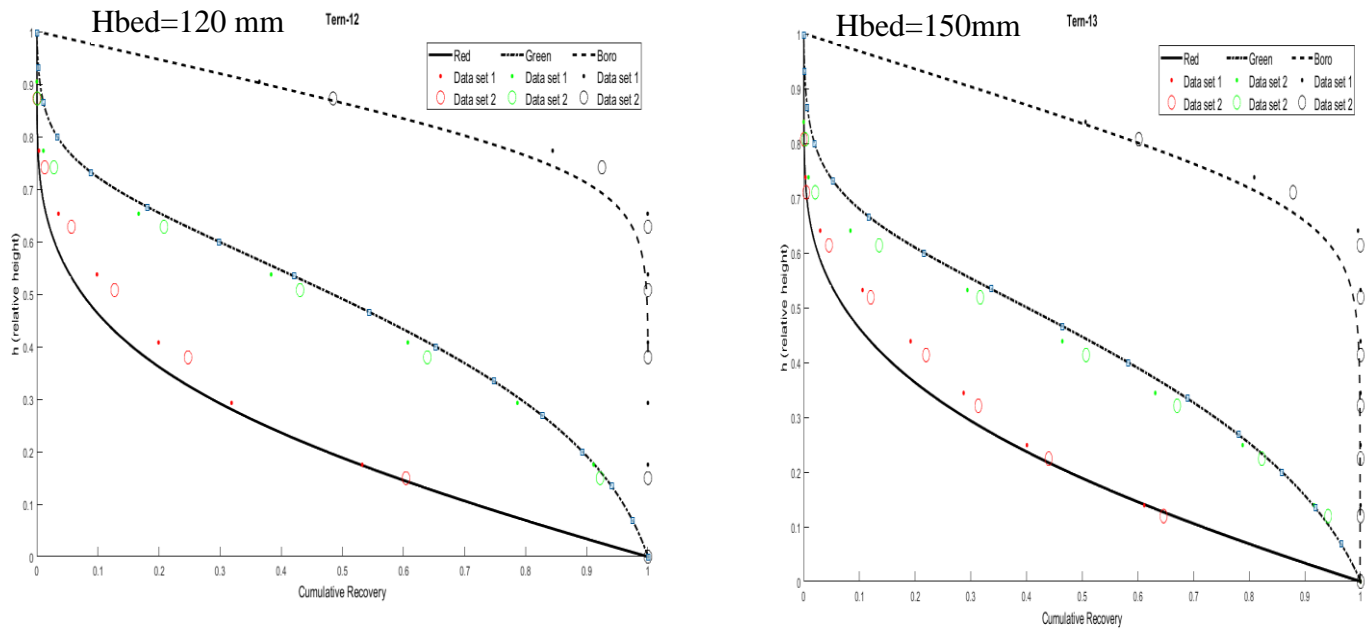 Hbed=120 mm
Tern-12
Red Green Boro
Data set 1 Data set 1 Data set 1
Data set 2 Data set 2 Data set 2
1
0.9
0.8
0.7
0.6
0.5
0.4
0.3
0.2
0.1
0
h (relative height)
0 0.1 0.2 0.3 0.4 0.5 0.6 0.7 0.8 0.9 1
Cumulative Recovery
Hbed=150mm
Tern-13
Red Green Boro
Data set 1 Data set 1 Data set 1
Data set 2 Data set 2 Data set 2
1
0.9
0.8
0.7
0.6
0.5
0.4
0.3
0.2
0.1
0
h (relative height)
0 0.1 0.2 0.3 0.4 0.5 0.6 0.7 0.8 0.9 1
Cumulative Recovery